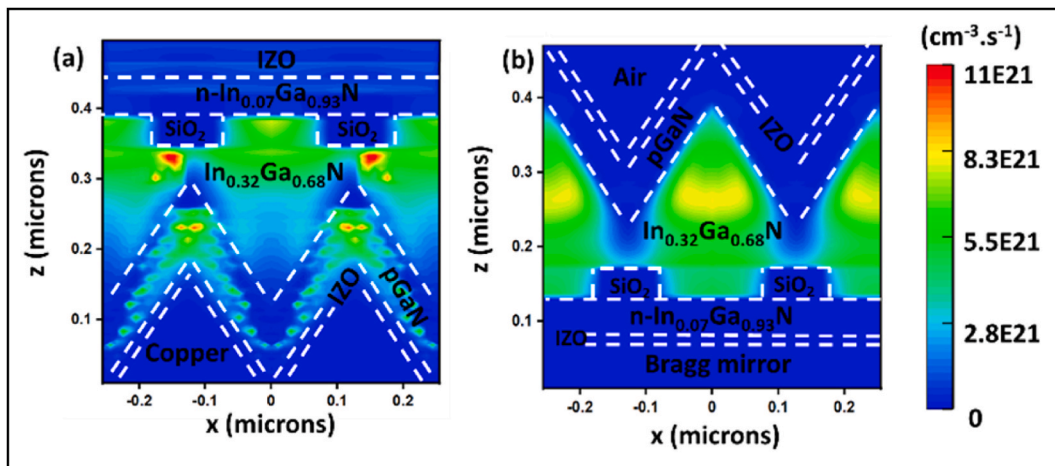 (a)
IZO
n-In₀.₀₇Ga₀.₉₃N
SiO₂
SiO₂
In₀.₃₂Ga₀.₆₈N
IZO
pGaN
Copper
0.4
0.3
0.2
0.1
z (microns)
-0.2
-0.1
0
0.1
0.2
x (microns)
(b)
Air
pGaN
IZO
In₀.₃₂Ga₀.₆₈N
SiO₂
SiO₂
n-In₀.₀₇Ga₀.₉₃N
IZO
Bragg mirror
0.4
0.3
0.2
0.1
z (microns)
-0.2
-0.1
0
0.1
0.2
x (microns)
(cm⁻³.s⁻¹)
11E21
8.3E21
5.5E21
2.8E21
0